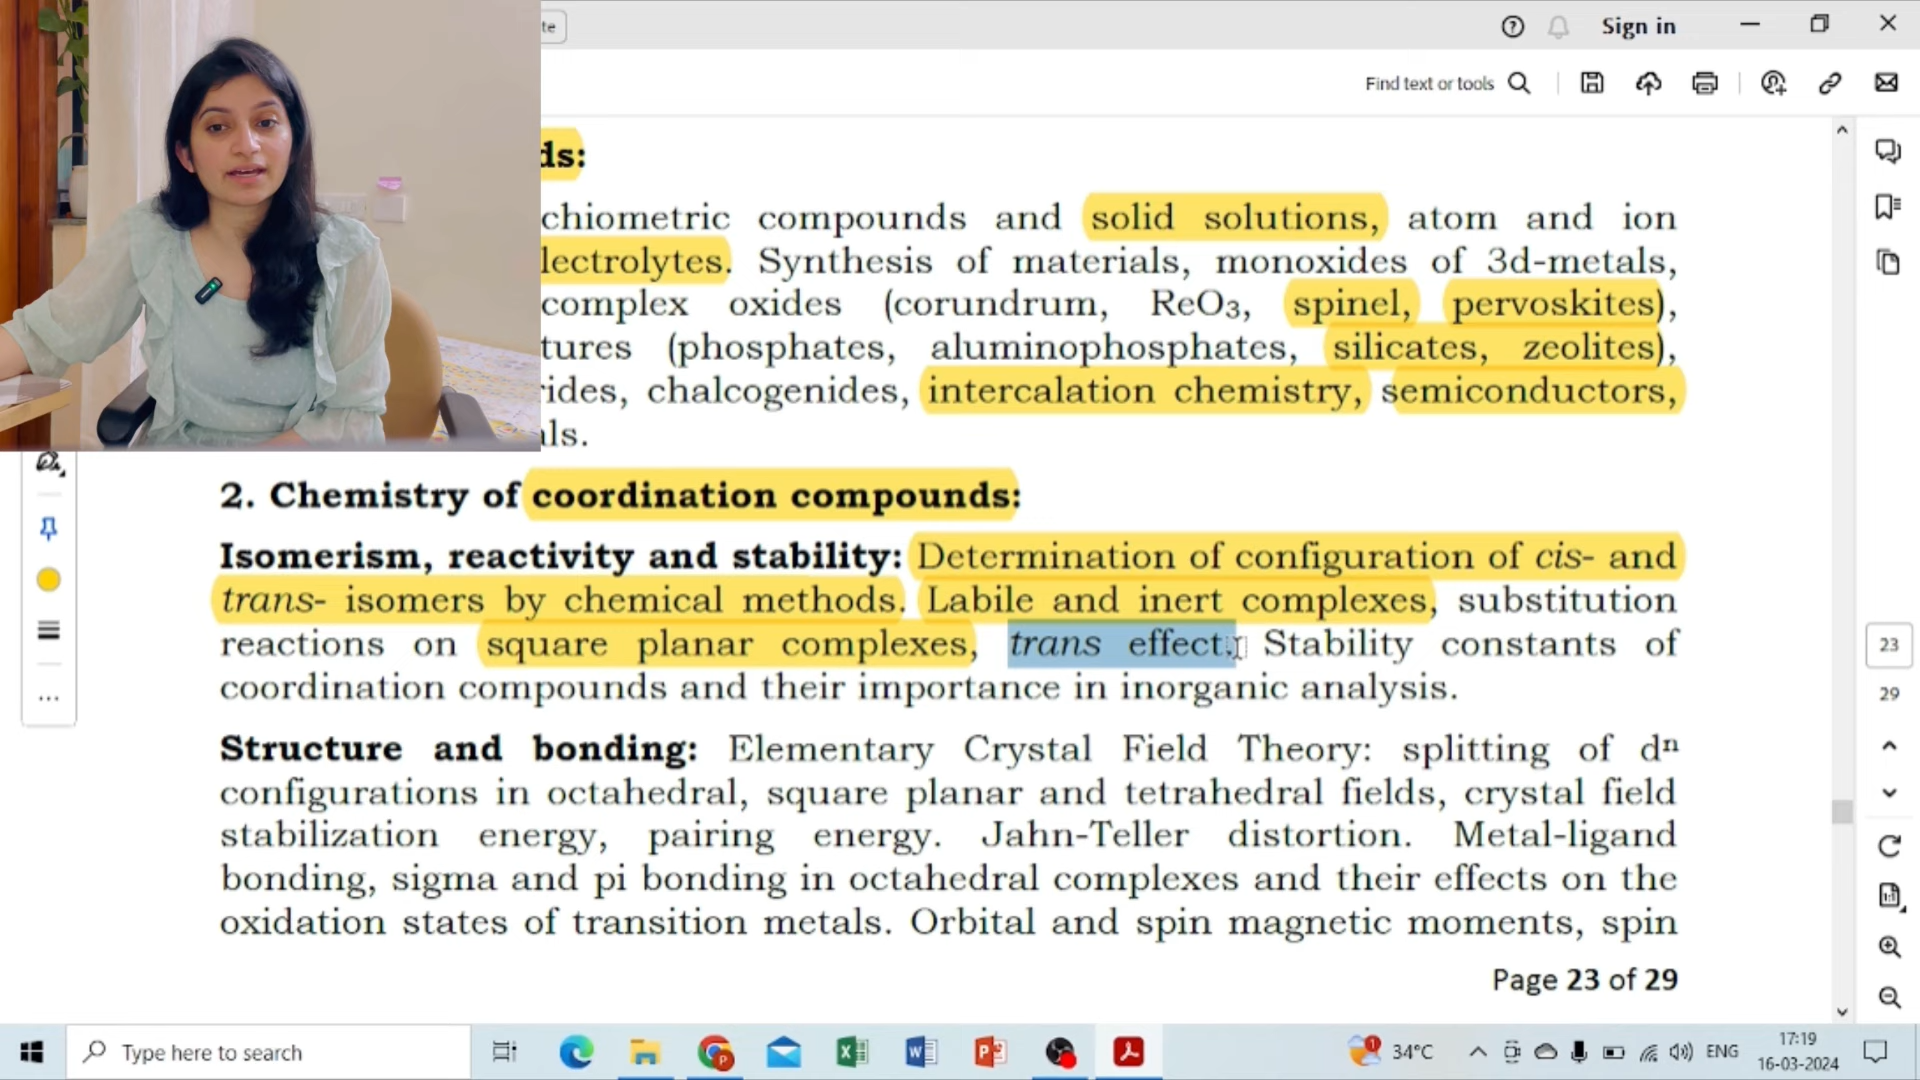 te
Sign in
Find text or tools
ds:
chiometric compounds and solid solutions, atom and ion
lectrolytes. Synthesis of materials, monoxides of 3d-metals,
complex oxides (corundrum, ReO₃, spinel, pervoskites),
tures (phosphates, aluminophosphates, silicates, zeolites),
rides, chalcogenides, intercalation chemistry, semiconductors,
ls.
2. Chemistry of coordination compounds:
Isomerism, reactivity and stability: Determination of configuration of cis- and
trans- isomers by chemical methods. Labile and inert complexes, substitution
reactions on square planar complexes, trans effect. Stability constants of
coordination compounds and their importance in inorganic analysis.
Structure and bonding: Elementary Crystal Field Theory: splitting of dⁿ
configurations in octahedral, square planar and tetrahedral fields, crystal field
stabilization energy, pairing energy. Jahn-Teller distortion. Metal-ligand
bonding, sigma and pi bonding in octahedral complexes and their effects on the
oxidation states of transition metals. Orbital and spin magnetic moments, spin
Page 23 of 29
23
29
Type here to search
34°C
ENG
17:19
16-03-2024